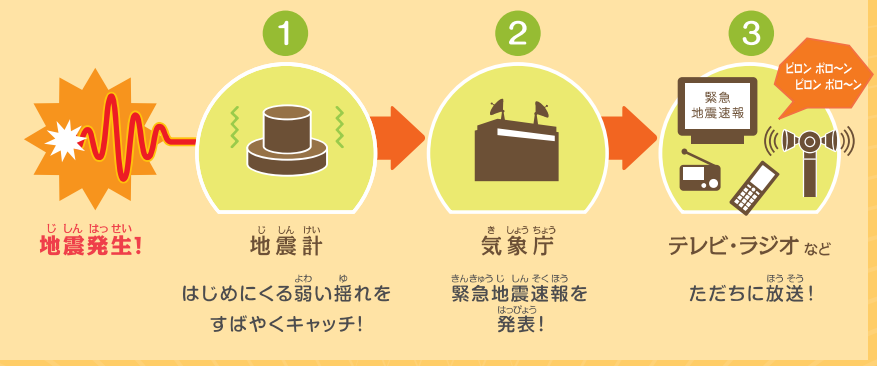 1
2
3
ピロン ポロ〜ン
ピロン ポロ〜ン
緊急
地震速報
じ しん はっ せい
地震発生!
じ しん けい
地震計
き しょう ちょう
気象庁
テレビ・ラジオ など
よわ ゆ
はじめにくる弱い揺れを
すばやくキャッチ!
きんきゅう じ しん そく ほう
緊急地震速報を
はっぴょう
発表!
ほう そう
ただちに放送!